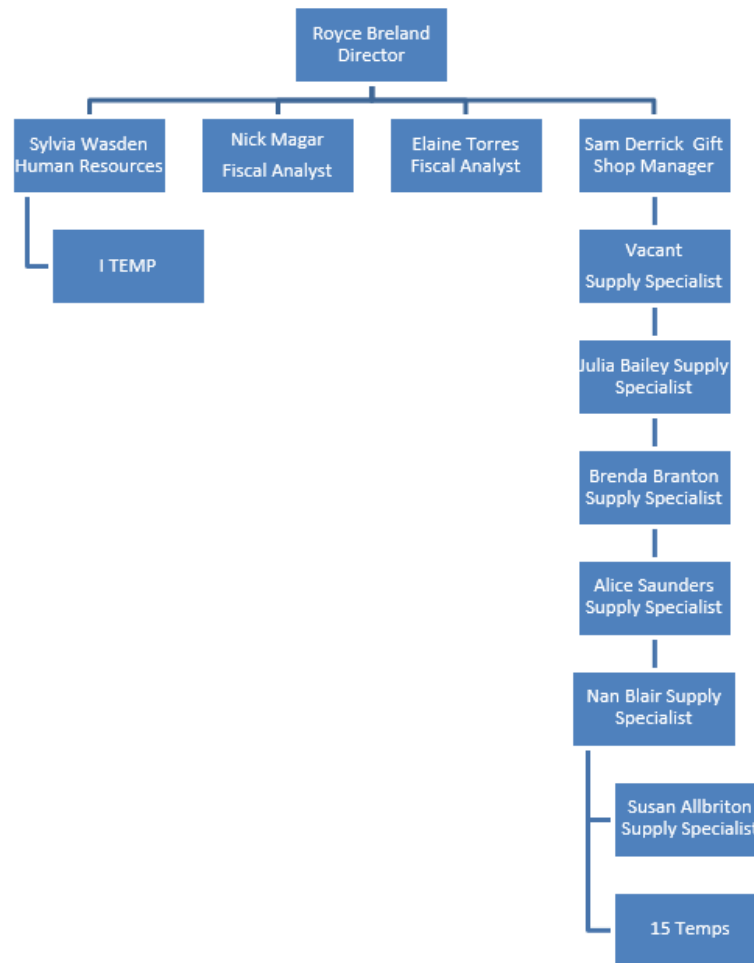 Royce Breland
Director
Sylvia Wasden
Human Resources
Nick Magar
Fiscal Analyst
Elaine Torres
Fiscal Analyst
Sam Derrick Gift
Shop Manager
I TEMP
Vacant
Supply Specialist
Julia Bailey Supply
Specialist
Brenda Branton
Supply Specialist
Alice Saunders
Supply Specialist
Nan Blair Supply
Specialist
Susan Allbriton
Supply Specialist
15 Temps